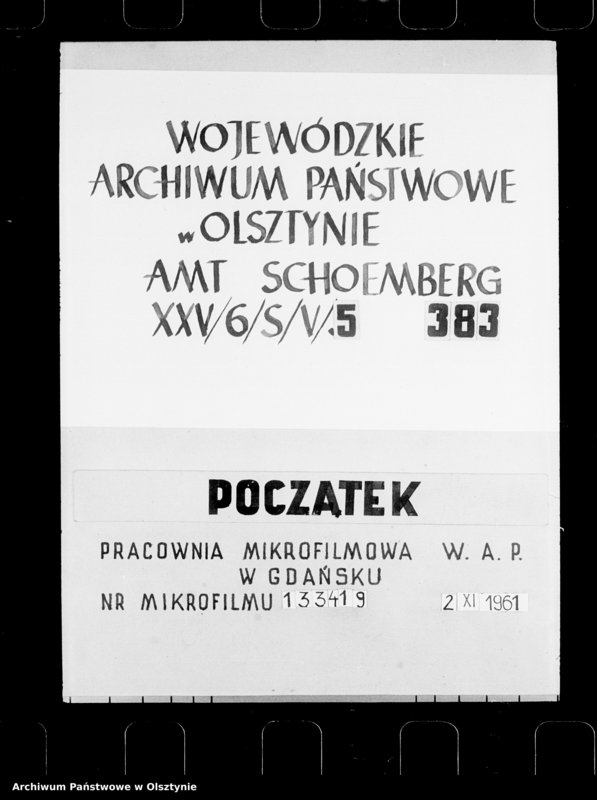 WOJEWÓDZKIE
ARCHIWUM PAŃSTWOWE
w OLSZTYNIE
AMT SCHOEMBERG
XXV/6/S/V/.5 383
POCZĄTEK
PRACOWNIA MIKROFILMOWA W. A. P.
W GDAŃSKU
NR MIKROFILMU 133419 2 XI 1961
Archiwum Państwowe w Olsztynie